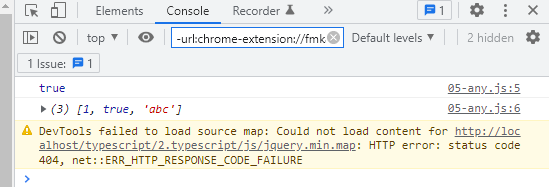 Elements Console Recorder 1
top -url:chrome-extension://fmk Default levels 2 hidden
1 Issue: 1
true 05-any.js:5
(3) [1, true, 'abc'] 05-any.js:6
DevTools failed to load source map: Could not load content for http://loc
alhost/typescript/2.typescript/js/jquery.min.map: HTTP error: status code
404, net::ERR_HTTP_RESPONSE_CODE_FAILURE